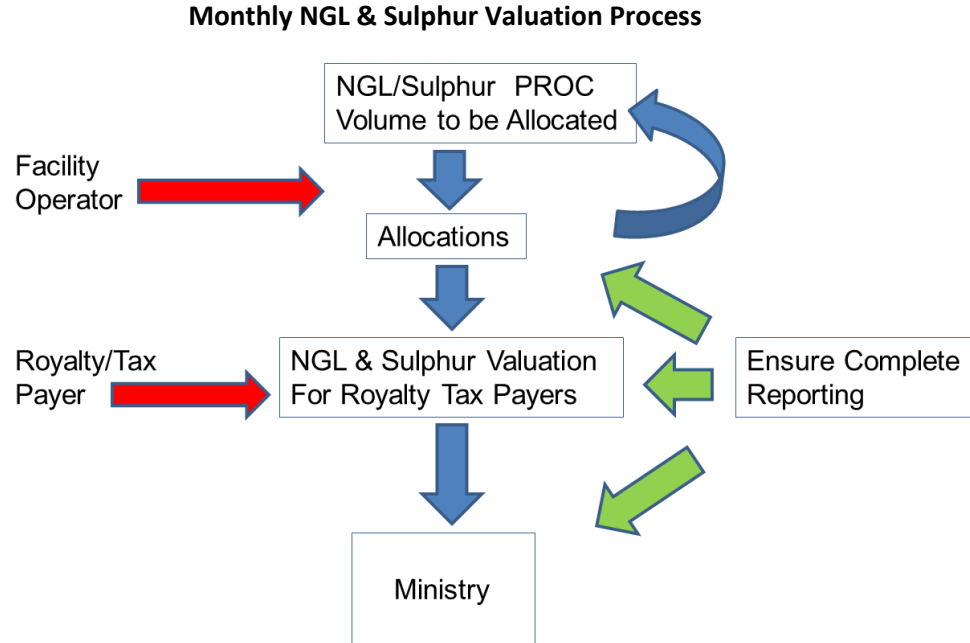 Monthly NGL & Sulphur Valuation Process
NGL/Sulphur PROC
Volume to be Allocated
Facility
Operator
Allocations
Royalty/Tax
Payer
NGL & Sulphur Valuation
For Royalty Tax Payers
Ensure Complete
Reporting
Ministry